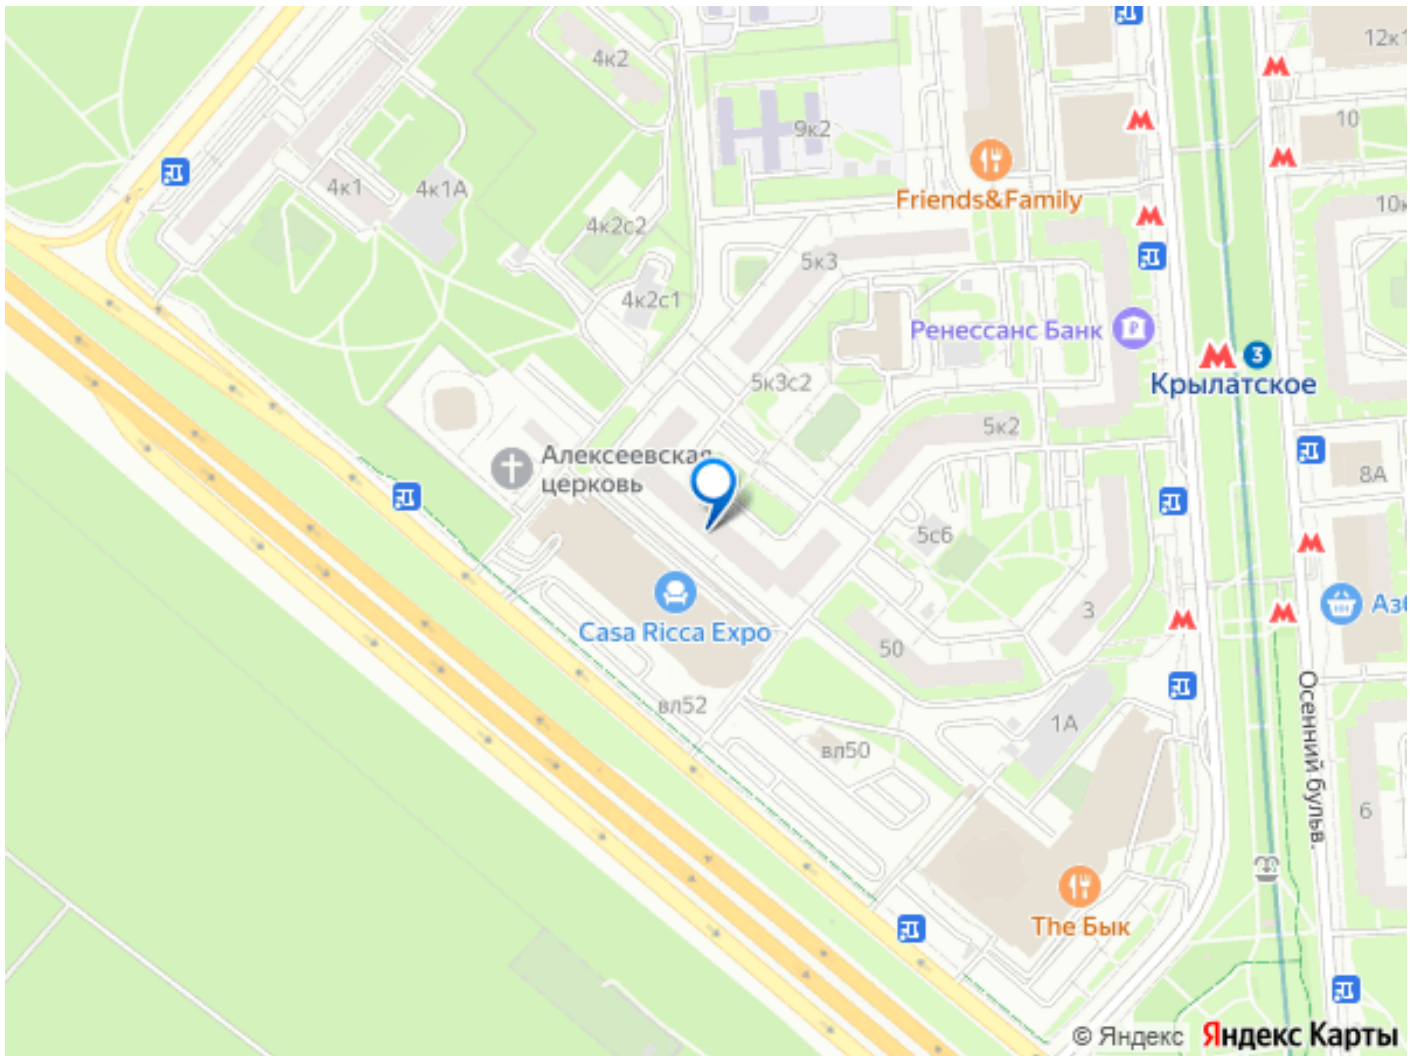 12к1
4к2
9к2
10
4к1
4к1А
Friends&Family
10к
4к2с2
5к3
4к2с1
Ренессанс Банк
3
Крылатское
5к3с2
5к2
Алексеевская
церковь
8А
5с6
Casa Ricca Expo
3
Азб
50
вл52
1А
вл50
Осенний бульв.
6
The Бык
© Яндекс Яндекс Карты